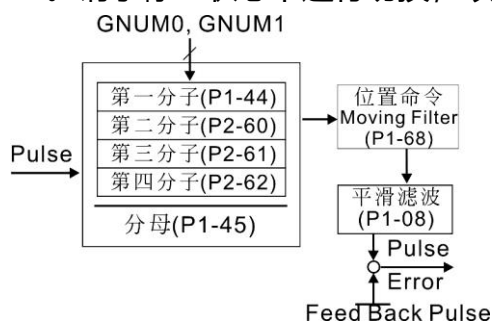 GNUM0, GNUM1
第一分子(P1-44)
第二分子(P2-60)
第三分子(P2-61)
第四分子(P2-62)
分母(P1-45)
Pulse
位置命令
Moving Filter
(P1-68)
平滑滤波
(P1-08)
Pulse
Error
Feed Back Pulse